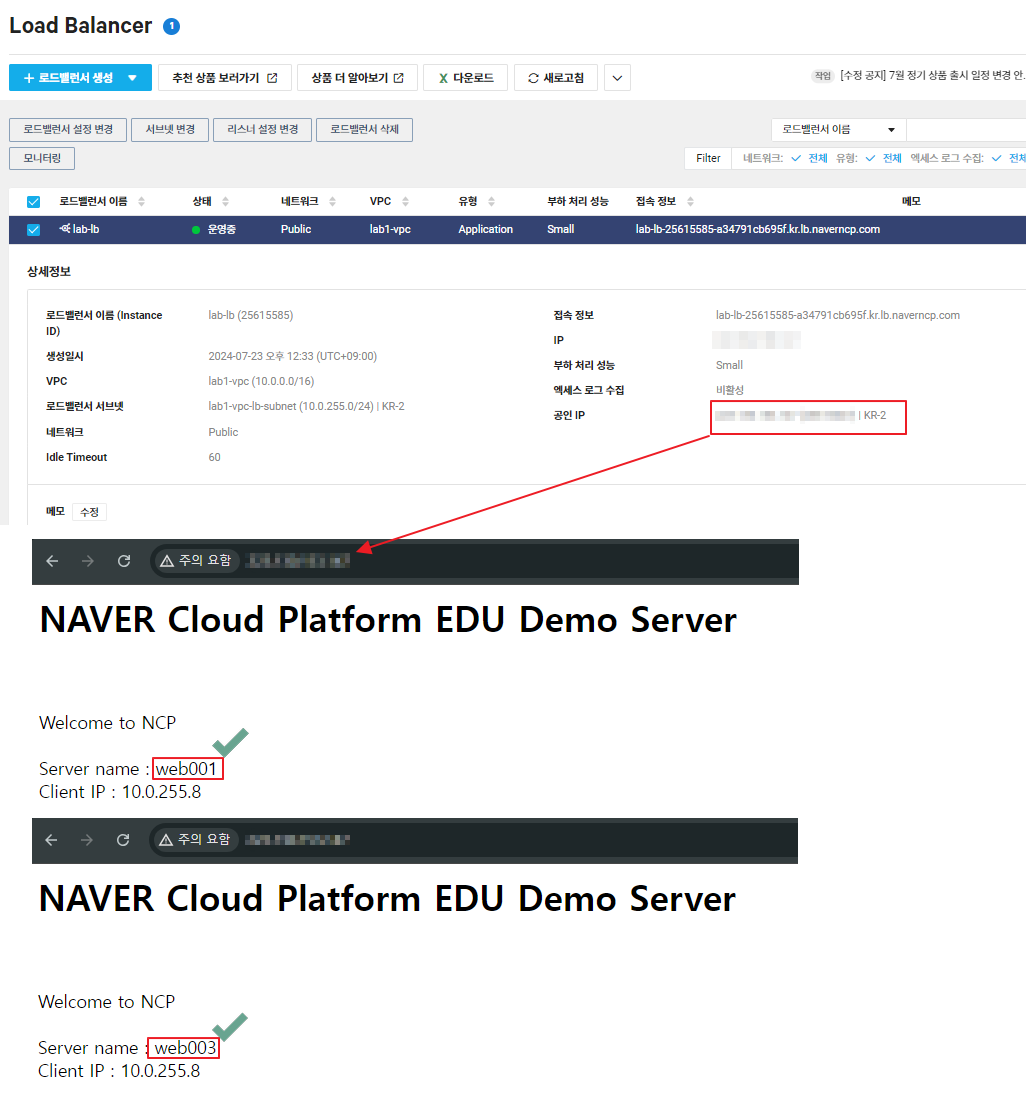 Load Balancer 1
+ 로드밸런서 생성 추천 상품 보러가기 상품 더 알아보기 X 다운로드 새로고침 작업 [수정 공지] 7월 정기 상품 출시 일정 변경 안..
로드밸런서 설정 변경 서브넷 변경 리스너 설정 변경 로드밸런서 삭제 로드밸런서 이름
모니터링 Filter 네트워크: 전체 유형: 전체 엑세스 로그 수집: 전체
로드밸런서 이름 상태 네트워크 VPC 유형 부하 처리 성능 접속 정보 메모
lab-lb 운영중 Public lab1-vpc Application Small lab-lb-25615585-a34791cb695f.kr.lb.naverncp.com
상세정보
로드밸런서 이름 (Instance ID) lab-lb (25615585)
생성일시 2024-07-23 오후 12:33 (UTC+09:00)
VPC lab1-vpc (10.0.0.0/16)
로드밸런서 서브넷 lab1-vpc-lb-subnet (10.0.255.0/24) | KR-2
네트워크 Public
Idle Timeout 60
접속 정보 lab-lb-25615585-a34791cb695f.kr.lb.naverncp.com
IP
부하 처리 성능 Small
엑세스 로그 수집 비활성
공인 IP | KR-2
메모 수정
주의 요함
NAVER Cloud Platform EDU Demo Server
Welcome to NCP
Server name : web001
Client IP : 10.0.255.8
주의 요함
NAVER Cloud Platform EDU Demo Server
Welcome to NCP
Server name : web003
Client IP : 10.0.255.8